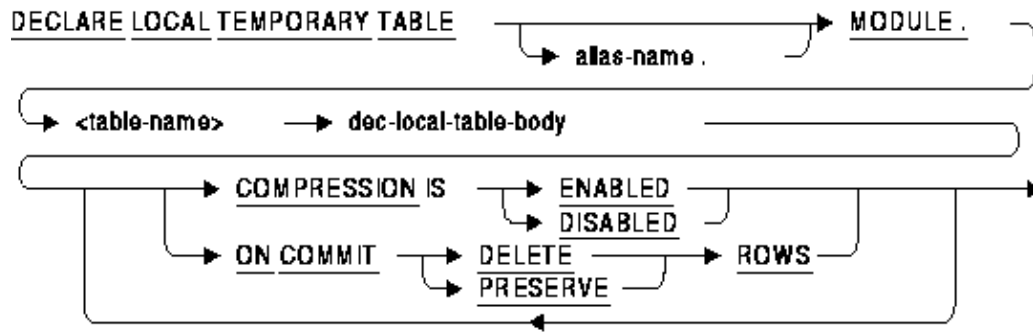 DECLARE LOCAL TEMPORARY TABLE MODULE .
alias-name .
<table-name> dec-local-table-body
COMPRESSION IS ENABLED
DISABLED
ON COMMIT DELETE ROWS
PRESERVE